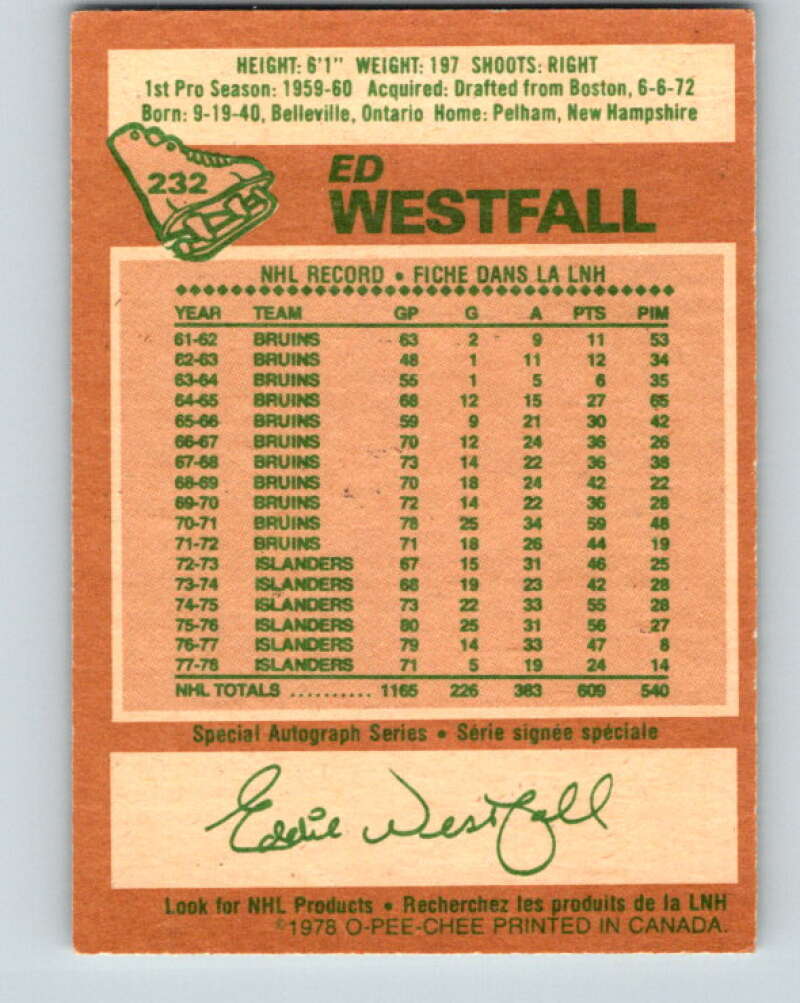 HEIGHT: 6'1" WEIGHT: 197 SHOOTS: RIGHT
1st Pro Season: 1959-60 Acquired: Drafted from Boston, 6-6-72
Born: 9-19-40, Belleville, Ontario Home: Pelham, New Hampshire
232
ED
WESTFALL
NHL RECORD • FICHE DANS LA LNH
YEAR TEAM GP G A PTS PIM
61-62 BRUINS 63 2 9 11 53
62-63 BRUINS 48 1 11 12 34
63-64 BRUINS 55 1 5 6 35
64-65 BRUINS 68 12 15 27 65
65-66 BRUINS 59 9 21 30 42
66-67 BRUINS 70 12 24 36 26
67-68 BRUINS 73 14 22 36 38
68-69 BRUINS 70 18 24 42 22
69-70 BRUINS 72 14 22 36 28
70-71 BRUINS 78 25 34 59 48
71-72 BRUINS 71 18 26 44 19
72-73 ISLANDERS 67 15 31 46 25
73-74 ISLANDERS 68 19 23 42 28
74-75 ISLANDERS 73 22 33 55 28
75-76 ISLANDERS 80 25 31 56 27
76-77 ISLANDERS 79 14 33 47 8
77-78 ISLANDERS 71 5 19 24 14
NHL TOTALS .......... 1165 226 383 609 540
Special Autograph Series • Série signée spéciale
Eddie Westfall
Look for NHL Products • Recherchez les produits de la LNH
©1978 O-PEE-CHEE PRINTED IN CANADA.